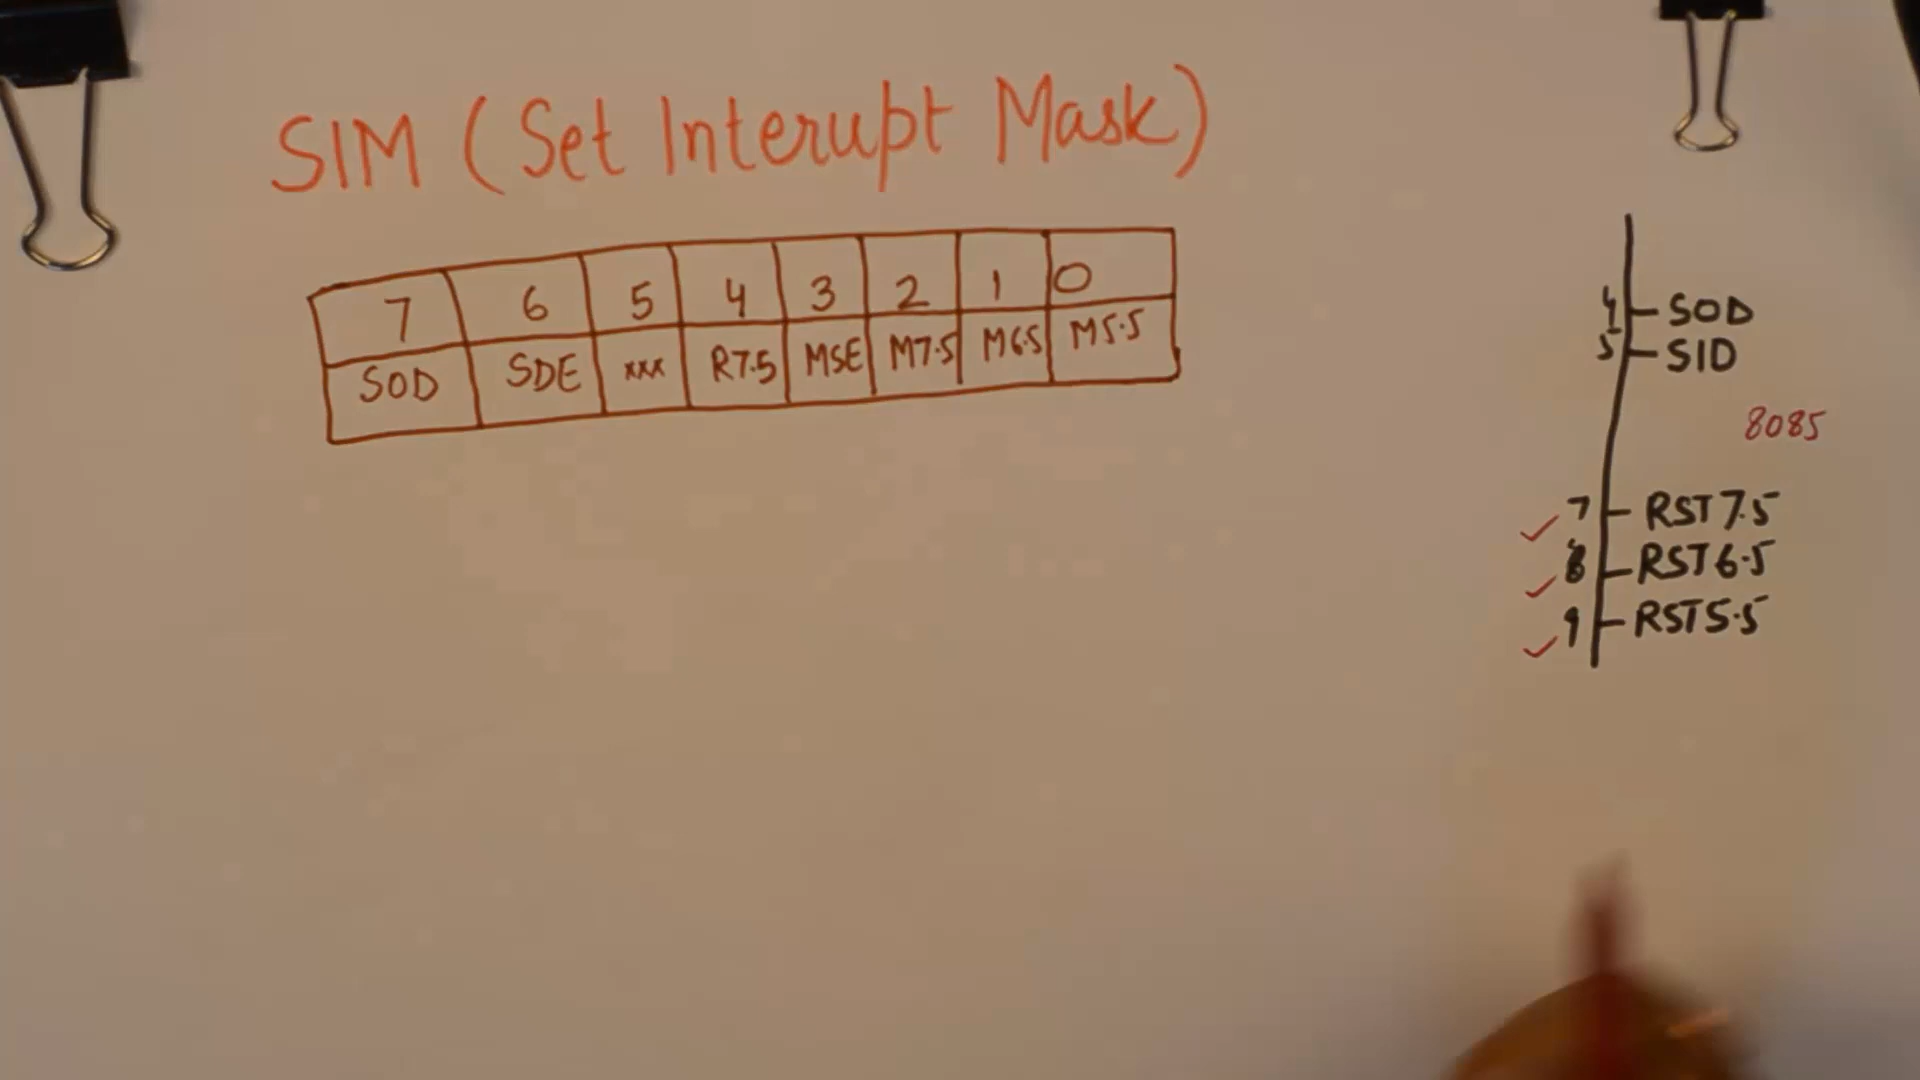 SIM (Set Interupt Mask)
7 6 5 4 3 2 1 0
SOD SDE xxx R7.5 MSE M7.5 M6.5 M5.5
4 SOD
5 SID
8085
7 RST 7.5
8 RST 6.5
9 RST 5.5